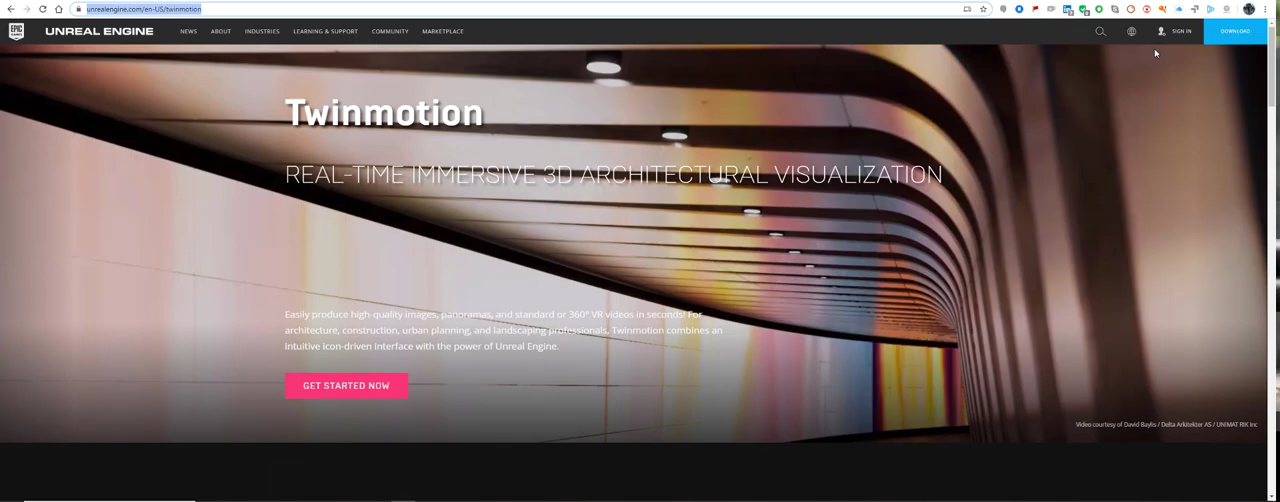 unrealengine.com/en-US/twinmotion
EPIC GAMES
UNREAL ENGINE
NEWS
ABOUT
INDUSTRIES
LEARNING & SUPPORT
COMMUNITY
MARKETPLACE
SIGN IN
DOWNLOAD
Twinmotion
REAL-TIME IMMERSIVE 3D ARCHITECTURAL VISUALIZATION
Easily produce high-quality images, panoramas, and standard or 360° VR videos in seconds! For
architecture, construction, urban planning, and landscaping professionals, Twinmotion combines an
intuitive icon-driven interface with the power of Unreal Engine.
GET STARTED NOW
Video courtesy of David Baylis / Delta Arkitekter AS / UNIMAT RIK Inc